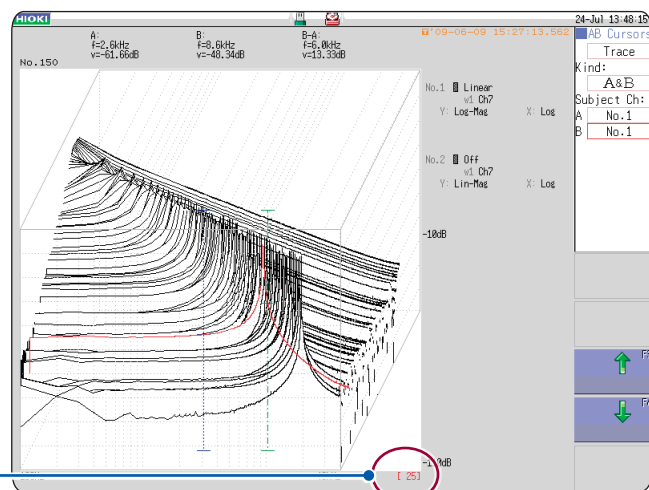 HIOKI
24-Jul 13:48:15
'09-06-09 15:27:13.562
A: B: B-A:
f=2.6kHz f=8.6kHz f=6.0kHz
v=-61.66dB v=-48.34dB v=13.33dB
No.150
AB Cursors
Trace
Kind:
A&B
Subject Ch:
A No.1
B No.1
No.1 Linear
w1 Ch7
Y: Log-Mag X: Log
No.2 Off
w1 Ch7
Y: Lin-Mag X: Log
-10dB
[ 25]